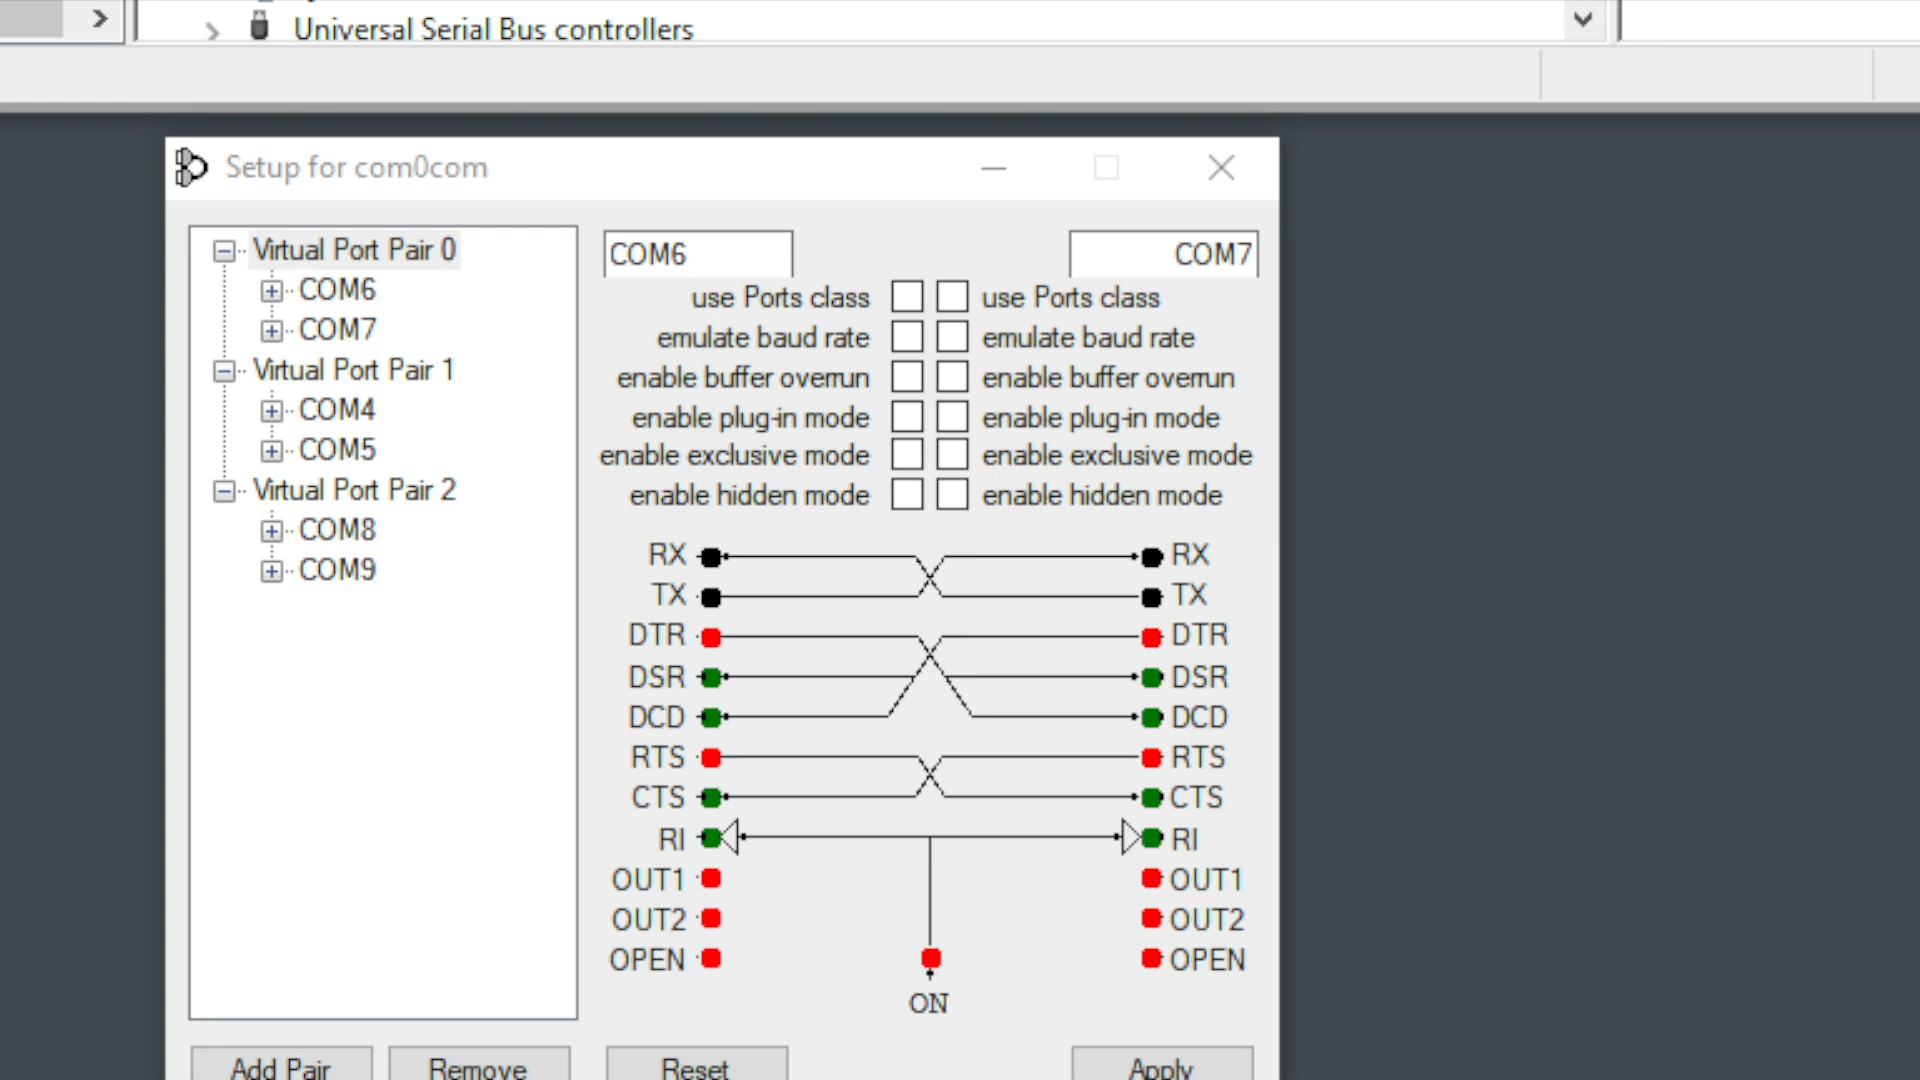 Universal Serial Bus controllers
Setup for com0com
Virtual Port Pair 0
COM6
COM7
Virtual Port Pair 1
COM4
COM5
Virtual Port Pair 2
COM8
COM9
COM6 COM7
use Ports class use Ports class
emulate baud rate emulate baud rate
enable buffer overrun enable buffer overrun
enable plug-in mode enable plug-in mode
enable exclusive mode enable exclusive mode
enable hidden mode enable hidden mode
RX RX
TX TX
DTR DTR
DSR DSR
DCD DCD
RTS RTS
CTS CTS
RI RI
OUT1 OUT1
OUT2 OUT2
OPEN OPEN
ON
Add Pair Remove Reset Apply